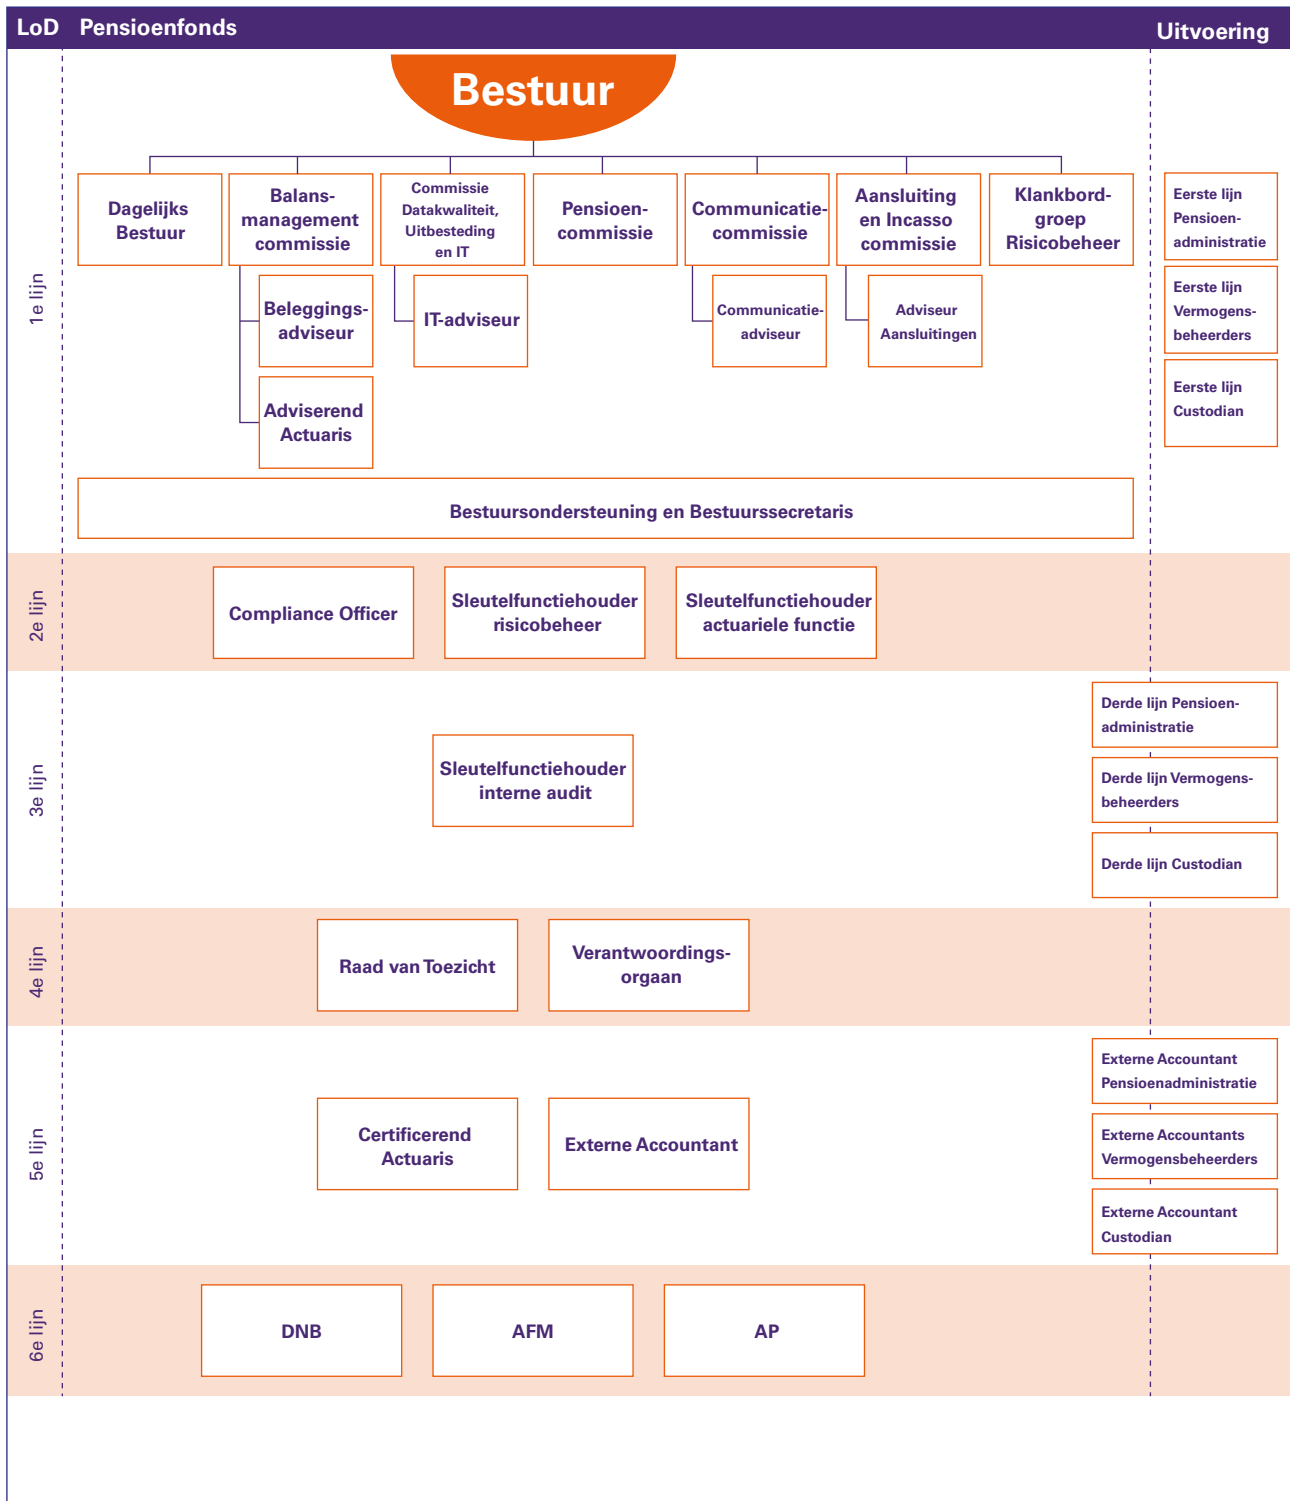 LoD
Pensioenfonds
Uitvoering
Bestuur
1e lijn
Dagelijks
Bestuur
Balans-
management
commissie
Commissie
Datakwaliteit,
Uitbesteding
en IT
Pensioen-
commissie
Communicatie-
commissie
Aansluiting
en Incasso
commissie
Klankbord-
groep
Risicobeheer
Beleggings-
adviseur
Adviserend
Actuaris
IT-adviseur
Communicatie-
adviseur
Adviseur
Aansluitingen
Eerste lijn
Pensioen-
administratie
Eerste lijn
Vermogens-
beheerders
Eerste lijn
Custodian
Bestuursondersteuning en Bestuurssecretaris
2e lijn
Compliance Officer
Sleutelfunctiehouder
risicobeheer
Sleutelfunctiehouder
actuariele functie
3e lijn
Sleutelfunctiehouder
interne audit
Derde lijn Pensioen-
administratie
Derde lijn Vermogens-
beheerders
Derde lijn Custodian
4e lijn
Raad van Toezicht
Verantwoordings-
orgaan
5e lijn
Certificerend
Actuaris
Externe Accountant
Externe Accountant
Pensioenadministratie
Externe Accountants
Vermogensbeheerders
Externe Accountant
Custodian
6e lijn
DNB
AFM
AP